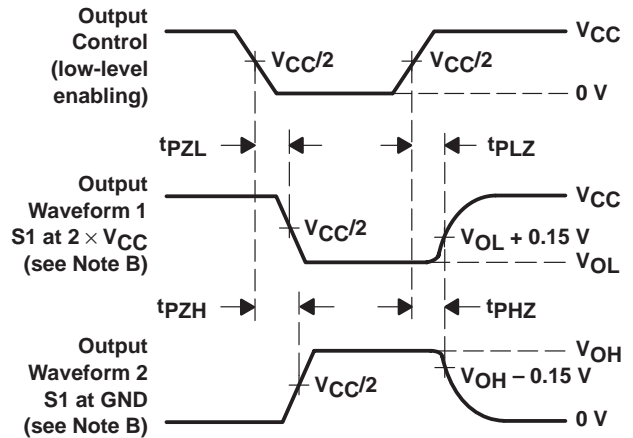 Output
Control
(low-level
enabling)
VCC/2
VCC/2
VCC
0 V
tPZL
tPLZ
Output
Waveform 1
S1 at 2 × VCC
(see Note B)
VCC/2
VCC
VOL + 0.15 V
VOL
tPZH
tPHZ
Output
Waveform 2
S1 at GND
(see Note B)
VCC/2
VOH
VOH – 0.15 V
0 V